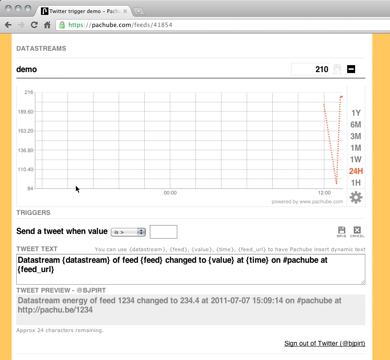 Twitter trigger demo – Pach
https://pachube.com/feeds/41854
DATASTREAMS
demo
210
216
189.60
163.20
136.80
110.40
84
00:00
12:00
1Y
6M
3M
1M
1W
24H
1H
powered by www.pachube.com
TRIGGERS
Send a tweet when value
is >
TWEET TEXT
You can use {datastream}, {feed}, {value}, {time}, {feed_url} to have Pachube insert dynamic text
Datastream {datastream} of feed {feed} changed to {value} at {time} on #pachube at
{feed_url}
TWEET PREVIEW - @BJPIRT
Datastream energy of feed 1234 changed to 234.4 at 2011-07-07 15:09:14 on #pachube at
http://pachu.be/1234
Approx 24 characters remaining.
Sign out of Twitter (@bjpirt)